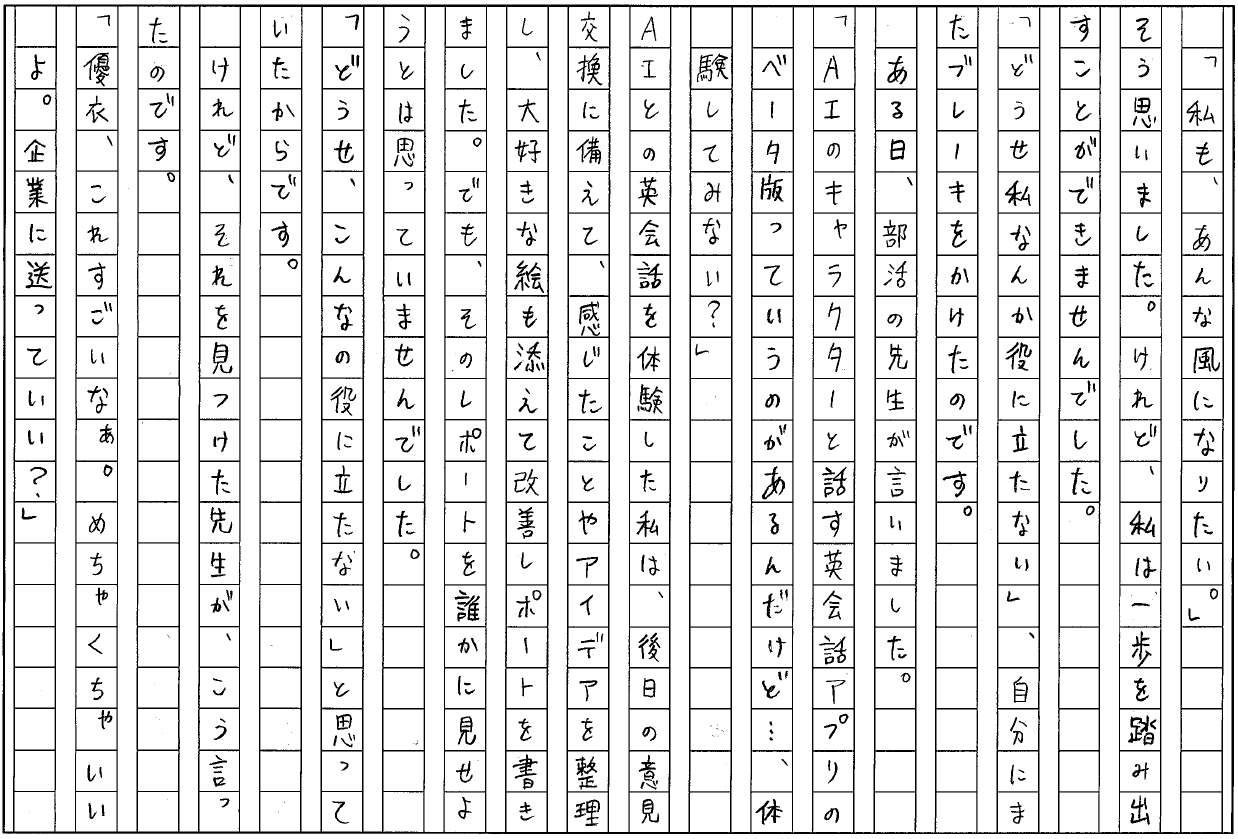 「私も、あんな風になりたい。」
そう思いました。けれど、私は一歩を踏み出
すことができませんでした。
「どうせ私なんか役に立たない」、自分にま
たブレーキをかけたのです。
ある日、部活の先生が言いました。
「AIのキャラクターと話す英会話アプリの
ベータ版っていうのがあるんだけど…、体
験してみない?」
AIとの英会話を体験した私は、後日の意見
交換に備えて、感じたことやアイデアを整理
し、大好きな絵も添えて改善レポートを書き
ました。でも、そのレポートを誰かに見せよ
うとは思っていませんでした。
「どうせ、こんなの役に立たない」と思って
いたからです。
けれど、それを見つけた先生が、こう言っ
たのです。
「優衣、これすごいなぁ。めちゃくちゃいい
よ。企業に送っていい?」